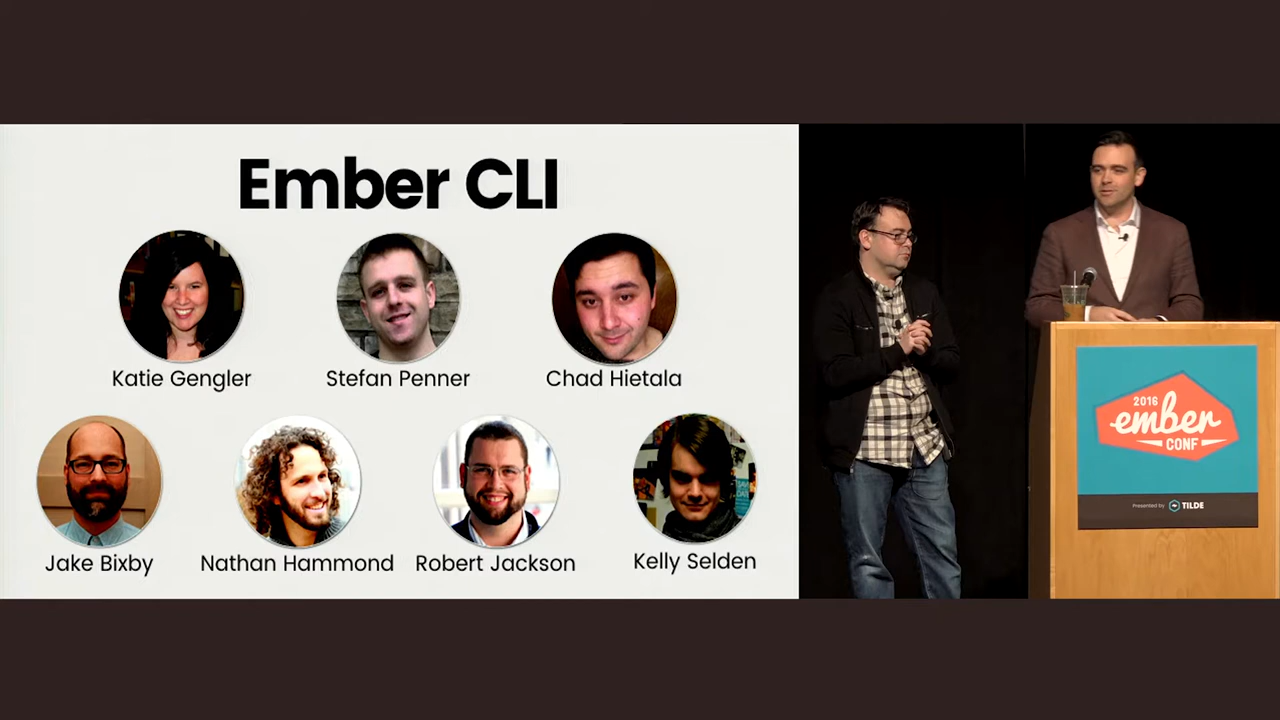 Ember CLI
Katie Gengler
Stefan Penner
Chad Hietala
Jake Bixby
Nathan Hammond
Robert Jackson
Kelly Selden
2016
ember
CONF
Presented by TILDE